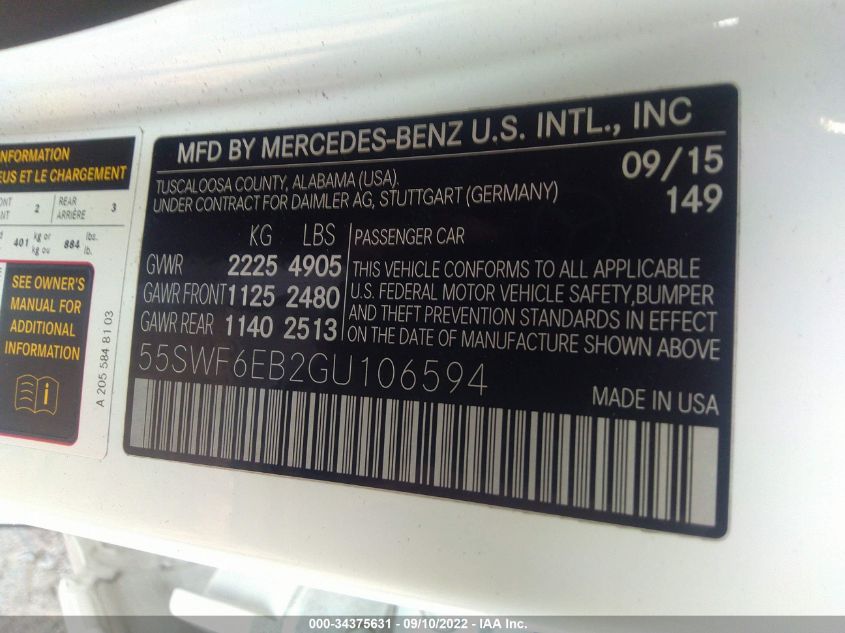 NFORMATION
EUS ET LE CHARGEMENT
2
REAR
ARRIÈRE
3
401
kg or
kg ou
884
lbs.
lb.
SEE OWNER'S
MANUAL FOR
ADDITIONAL
INFORMATION
A 205 584 81 03
MFD BY MERCEDES-BENZ U.S. INTL., INC
TUSCALOOSA COUNTY, ALABAMA (USA).
UNDER CONTRACT FOR DAIMLER AG, STUTTGART (GERMANY)
09/15
149
KG LBS
GVWR 2225 4905
GAWR FRONT 1125 2480
GAWR REAR 1140 2513
PASSENGER CAR
THIS VEHICLE CONFORMS TO ALL APPLICABLE
U.S. FEDERAL MOTOR VEHICLE SAFETY,BUMPER
AND THEFT PREVENTION STANDARDS IN EFFECT
ON THE DATE OF MANUFACTURE SHOWN ABOVE
55SWF6EB2GU106594
MADE IN USA
000-34375631 - 09/10/2022 - IAA Inc.